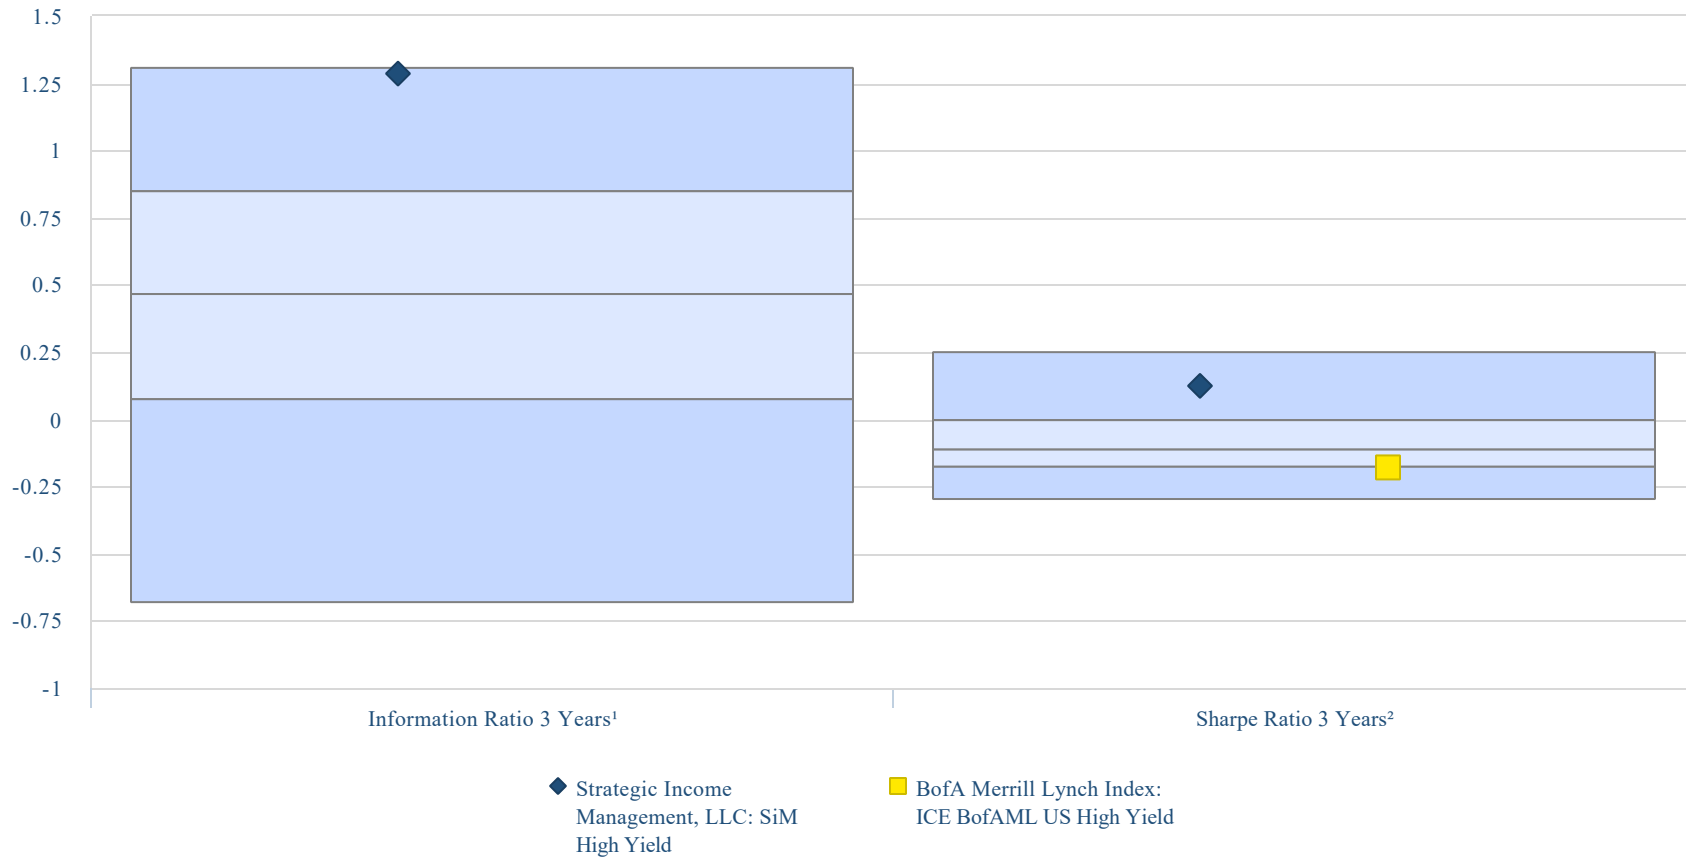 1.5
1.25
1
0.75
0.5
0.25
0
-0.25
-0.5
-0.75
-1
Information Ratio 3 Years¹
Sharpe Ratio 3 Years²
Strategic Income
Management, LLC: SiM
High Yield
BofA Merrill Lynch Index:
ICE BofAML US High Yield